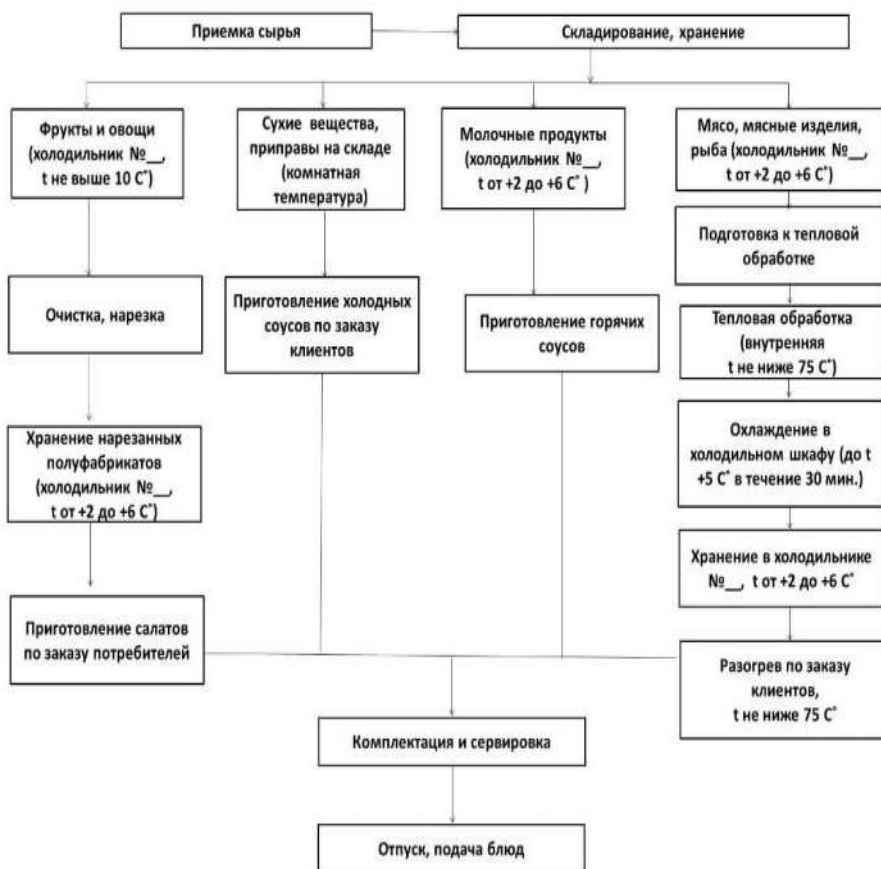 Приемка сырья
Складирование, хранение
Фрукты и овощи
(холодильник №__,
t не выше 10 С˚)
Сухие вещества,
приправы на складе
(комнатная
температура)
Молочные продукты
(холодильник №__,
t от +2 до +6 С˚ )
Мясо, мясные изделия,
рыба (холодильник №__,
t от +2 до +6 С˚)
Подготовка к тепловой
обработке
Очистка, нарезка
Приготовление холодных
соусов по заказу
клиентов
Приготовление горячих
соусов
Тепловая обработка
(внутренняя
t не ниже 75 С˚)
Хранение нарезанных
полуфабрикатов
(холодильник №__,
t от +2 до +6 С˚)
Охлаждение в
холодильном шкафу (до t
+5 С˚ в течение 30 мин.)
Хранение в холодильнике
№__, t от +2 до +6 С˚
Приготовление салатов
по заказу потребителей
Разогрев по заказу
клиентов,
t не ниже 75 С˚
Комплектация и сервировка
Отпуск, подача блюд